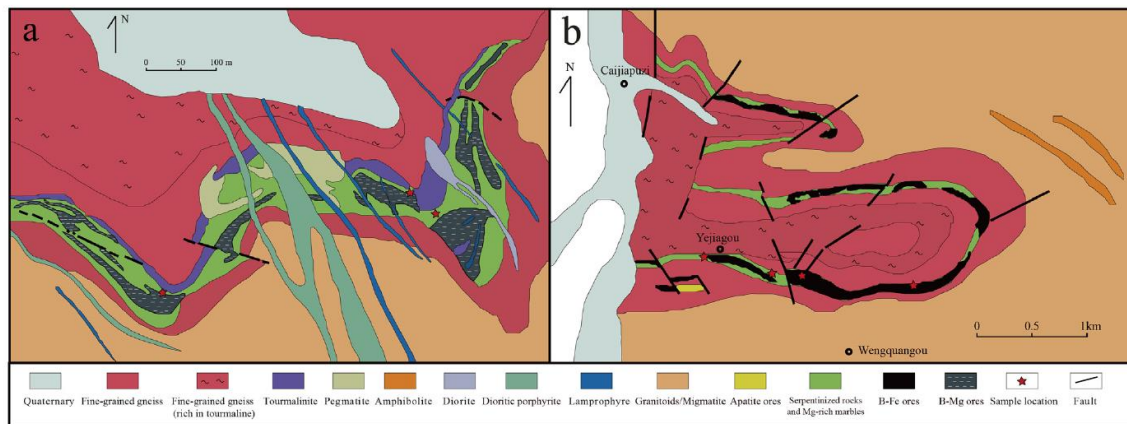 a
N
0 50 100 m
b
N
Caijiapuzi
Yejiagou
Wengquangou
0 0.5 1km
Quaternary
Fine-grained gneiss
Fine-grained gneiss
(rich in tourmaline)
Tourmalinite
Pegmatite
Amphibolite
Diorite
Dioritic porphyrite
Lamprophyre
Granitoids/Migmatite
Apatite ores
Serpentinized rocks
and Mg-rich marbles
B-Fe ores
B-Mg ores
Sample location
Fault